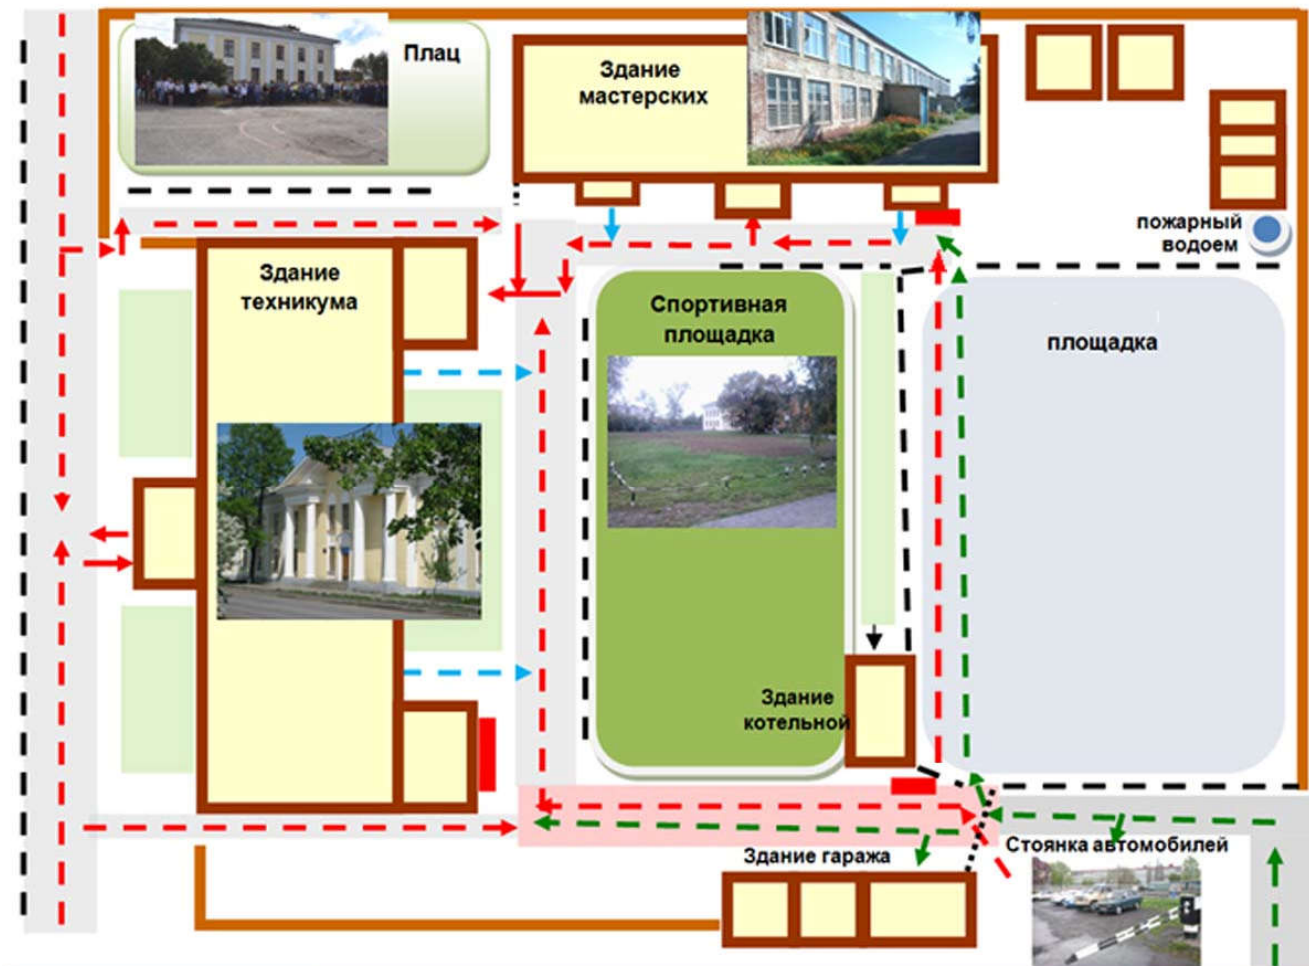 Плац
Здание
мастерских
пожарный
водоем
Здание
техникума
Спортивная
площадка
площадка
Здание
котельной
Здание гаража
Стоянка автомобилей